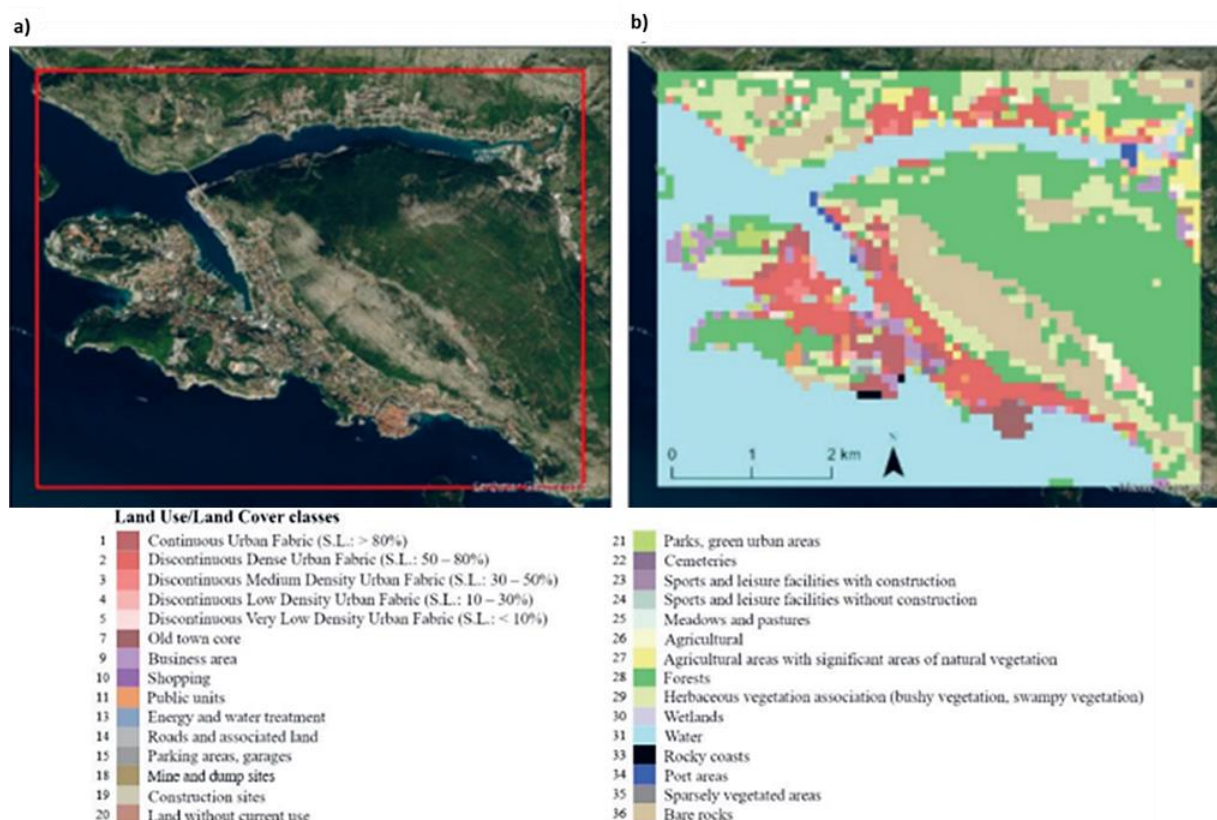 a)
b)
N
0 1 2 km
Land Use/Land Cover classes
1 Continuous Urban Fabric (S.L.: > 80%)
2 Discontinuous Dense Urban Fabric (S.L.: 50 – 80%)
3 Discontinuous Medium Density Urban Fabric (S.L.: 30 – 50%)
4 Discontinuous Low Density Urban Fabric (S.L.: 10 – 30%)
5 Discontinuous Very Low Density Urban Fabric (S.L.: < 10%)
7 Old town core
9 Business area
10 Shopping
11 Public units
13 Energy and water treatment
14 Roads and associated land
15 Parking areas, garages
18 Mine and dump sites
19 Construction sites
20 Land without current use
21 Parks, green urban areas
22 Cemeteries
23 Sports and leisure facilities with construction
24 Sports and leisure facilities without construction
25 Meadows and pastures
26 Agricultural
27 Agricultural areas with significant areas of natural vegetation
28 Forests
29 Herbaceous vegetation association (bushy vegetation, swampy vegetation)
30 Wetlands
31 Water
33 Rocky coasts
34 Port areas
35 Sparsely vegetated areas
36 Bare rocks